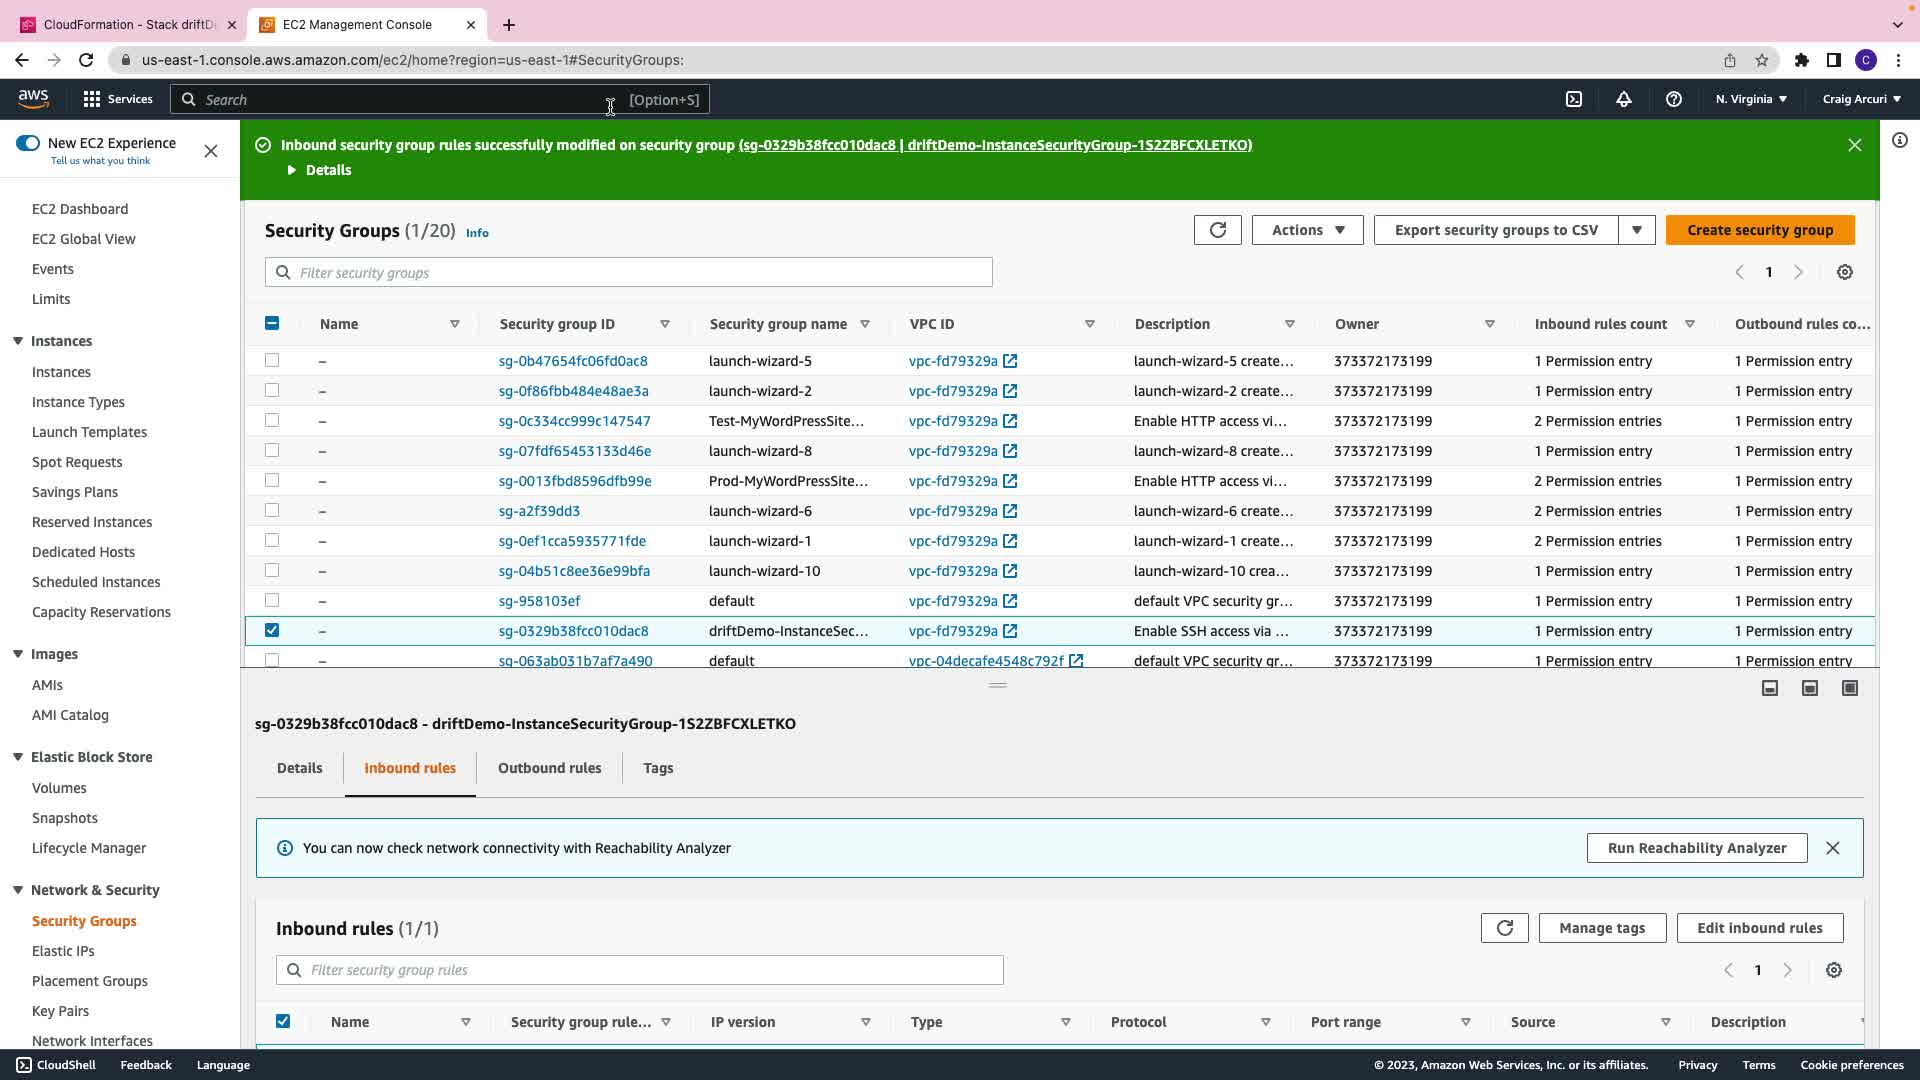 CloudFormation - Stack driftD
EC2 Management Console
us-east-1.console.aws.amazon.com/ec2/home?region=us-east-1#SecurityGroups:
C
aws
Services
Search
[Option+S]
N. Virginia
Craig Arcuri
New EC2 Experience
Tell us what you think
EC2 Dashboard
EC2 Global View
Events
Limits
Instances
Instances
Instance Types
Launch Templates
Spot Requests
Savings Plans
Reserved Instances
Dedicated Hosts
Scheduled Instances
Capacity Reservations
Images
AMIs
AMI Catalog
Elastic Block Store
Volumes
Snapshots
Lifecycle Manager
Network & Security
Security Groups
Elastic IPs
Placement Groups
Key Pairs
Network Interfaces
Inbound security group rules successfully modified on security group (sg-0329b38fcc010dac8 | driftDemo-InstanceSecurityGroup-1S2ZBFCXLETKO)
Details
Security Groups (1/20) Info
Actions
Export security groups to CSV
Create security group
Filter security groups
1
Name Security group ID Security group name VPC ID Description Owner Inbound rules count Outbound rules co...
– sg-0b47654fc06fd0ac8 launch-wizard-5 vpc-fd79329a launch-wizard-5 create... 373372173199 1 Permission entry 1 Permission entry
– sg-0f86fbb484e48ae3a launch-wizard-2 vpc-fd79329a launch-wizard-2 create... 373372173199 1 Permission entry 1 Permission entry
– sg-0c334cc999c147547 Test-MyWordPressSite... vpc-fd79329a Enable HTTP access vi... 373372173199 2 Permission entries 1 Permission entry
– sg-07fdf65453133d46e launch-wizard-8 vpc-fd79329a launch-wizard-8 create... 373372173199 1 Permission entry 1 Permission entry
– sg-0013fbd8596dfb99e Prod-MyWordPressSite... vpc-fd79329a Enable HTTP access vi... 373372173199 2 Permission entries 1 Permission entry
– sg-a2f39dd3 launch-wizard-6 vpc-fd79329a launch-wizard-6 create... 373372173199 2 Permission entries 1 Permission entry
– sg-0ef1cca5935771fde launch-wizard-1 vpc-fd79329a launch-wizard-1 create... 373372173199 2 Permission entries 1 Permission entry
– sg-04b51c8ee36e99bfa launch-wizard-10 vpc-fd79329a launch-wizard-10 crea... 373372173199 1 Permission entry 1 Permission entry
– sg-958103ef default vpc-fd79329a default VPC security gr... 373372173199 1 Permission entry 1 Permission entry
– sg-0329b38fcc010dac8 driftDemo-InstanceSec... vpc-fd79329a Enable SSH access via ... 373372173199 1 Permission entry 1 Permission entry
– sg-063ab031b7af7a490 default vpc-04decafe4548c792f default VPC security gr... 373372173199 1 Permission entry 1 Permission entry
sg-0329b38fcc010dac8 - driftDemo-InstanceSecurityGroup-1S2ZBFCXLETKO
Details
Inbound rules
Outbound rules
Tags
You can now check network connectivity with Reachability Analyzer
Run Reachability Analyzer
Inbound rules (1/1)
Manage tags
Edit inbound rules
Filter security group rules
1
Name Security group rule... IP version Type Protocol Port range Source Description
CloudShell
Feedback
Language
© 2023, Amazon Web Services, Inc. or its affiliates.
Privacy
Terms
Cookie preferences